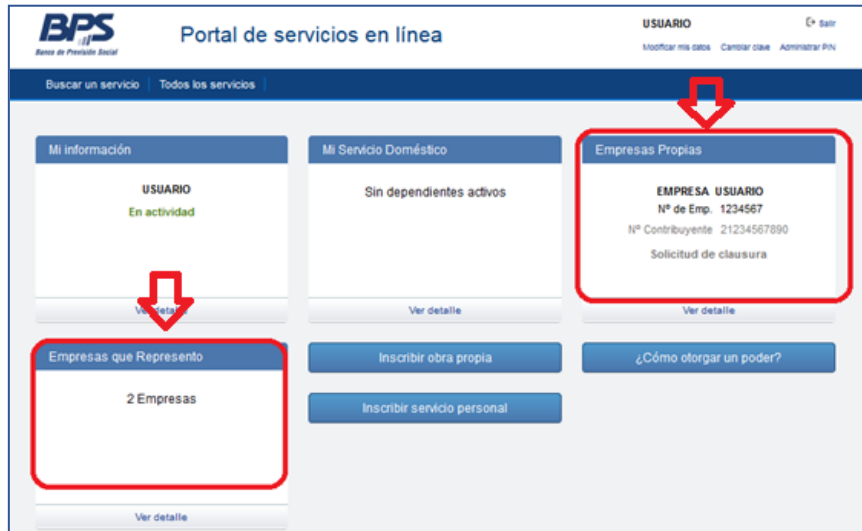 BPS
Banco de Previsión Social
Portal de servicios en línea
USUARIO
Salir
Modificar mis datos Cambiar clave Administrar PIN
Buscar un servicio Todos los servicios
Mi información
USUARIO
En actividad
Ver detalle
Mi Servicio Doméstico
Sin dependientes activos
Ver detalle
Empresas Propias
EMPRESA USUARIO
Nº de Emp. 1234567
Nº Contribuyente 21234567890
Solicitud de clausura
Ver detalle
Empresas que Represento
2 Empresas
Ver detalle
Inscribir obra propia
¿Cómo otorgar un poder?
Inscribir servicio personal